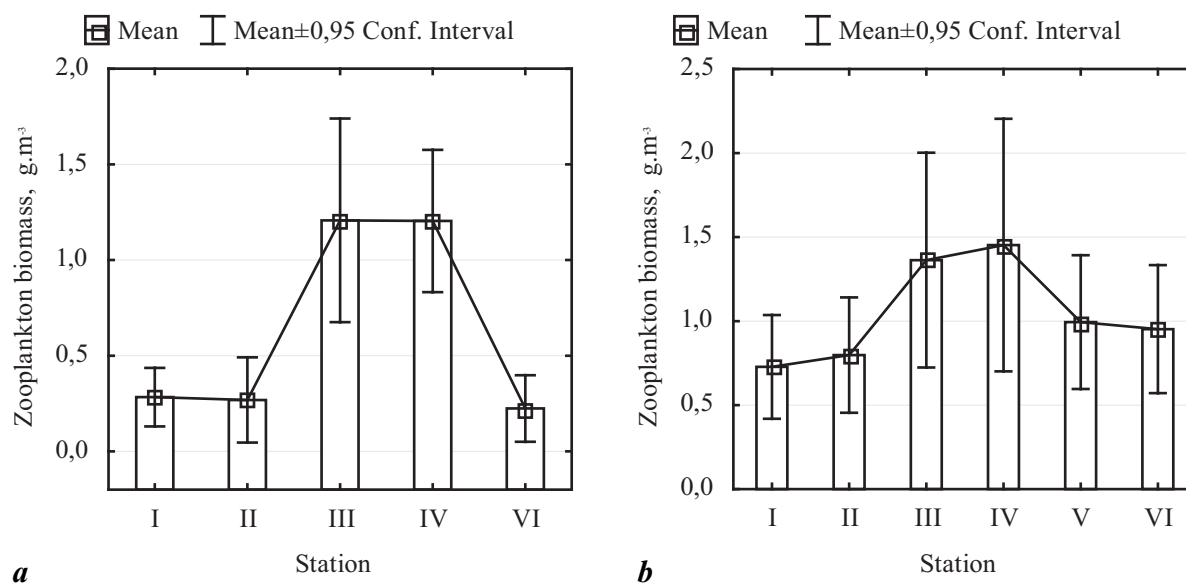 Mean Mean±0,95 Conf. Interval
Zooplankton biomass, g.m⁻³
2,0
1,5
1,0
0,5
0,0
I II III IV VI
Station
a
Mean Mean±0,95 Conf. Interval
Zooplankton biomass, g.m⁻³
2,5
2,0
1,5
1,0
0,5
0,0
I II III IV V VI
Station
b